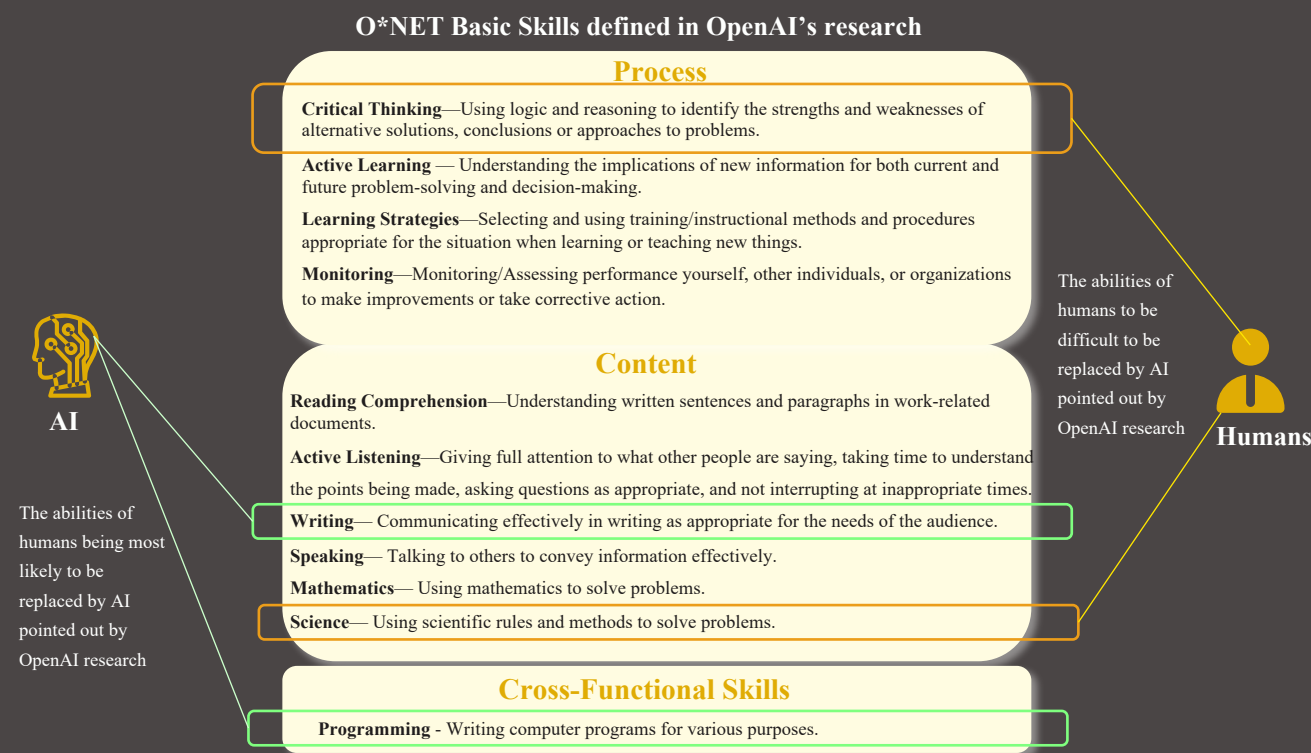 O*NET Basic Skills defined in OpenAI’s research
Process
Critical Thinking—Using logic and reasoning to identify the strengths and weaknesses of
alternative solutions, conclusions or approaches to problems.
Active Learning — Understanding the implications of new information for both current and
future problem-solving and decision-making.
Learning Strategies—Selecting and using training/instructional methods and procedures
appropriate for the situation when learning or teaching new things.
Monitoring—Monitoring/Assessing performance yourself, other individuals, or organizations
to make improvements or take corrective action.
Content
Reading Comprehension—Understanding written sentences and paragraphs in work-related
documents.
Active Listening—Giving full attention to what other people are saying, taking time to understand
the points being made, asking questions as appropriate, and not interrupting at inappropriate times.
Writing— Communicating effectively in writing as appropriate for the needs of the audience.
Speaking— Talking to others to convey information effectively.
Mathematics— Using mathematics to solve problems.
Science— Using scientific rules and methods to solve problems.
Cross-Functional Skills
Programming - Writing computer programs for various purposes.
AI
The abilities of
humans being most
likely to be
replaced by AI
pointed out by
OpenAI research
The abilities of
humans to be
difficult to be
replaced by AI
pointed out by
OpenAI research
Humans